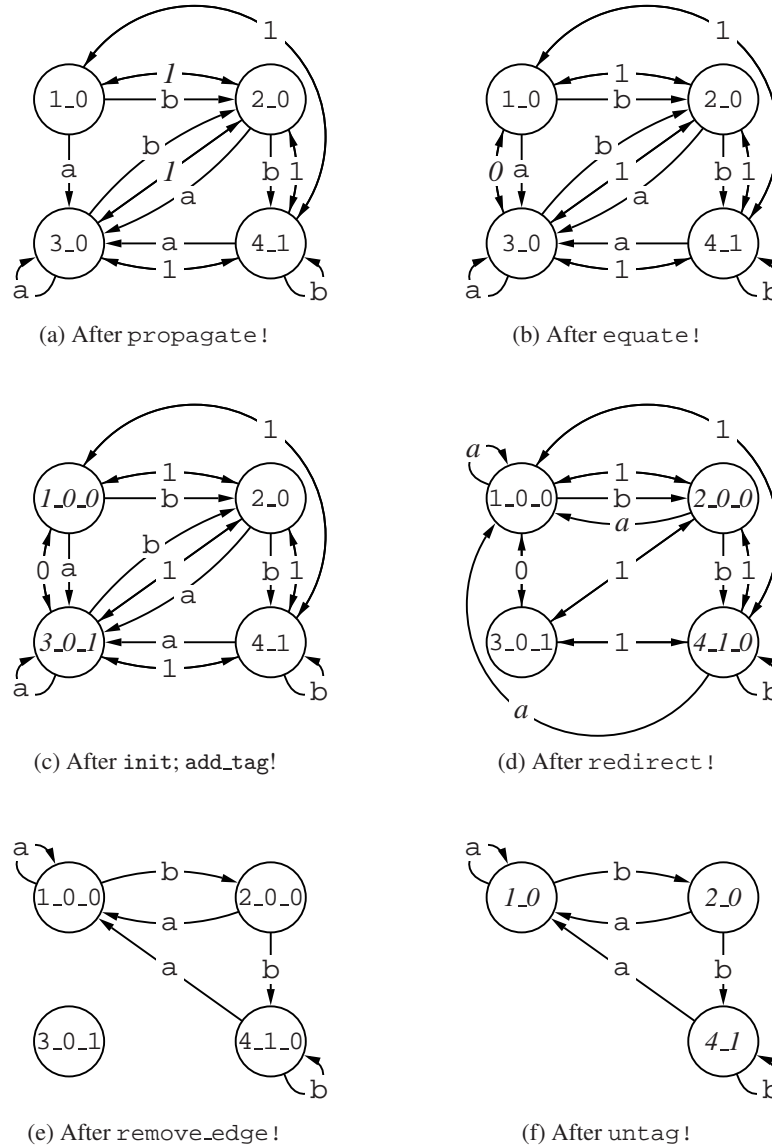 1
1_0 1 2_0
b
a b 1 b 1
a
3_0 a 4_1
a 1 b
(a) After propagate!
1
1_0 1 2_0
b
0 a b 1 b 1
a
3_0 a 4_1
a 1 b
(b) After equate!
1
1_0_0 1 2_0
b
0 a b 1 b 1
a
3_0_1 a 4_1
a 1 b
(c) After init; add_tag!
1
a
1_0_0 1 2_0_0
b
a
0 1 b 1
3_0_1 1 4_1_0
a b
(d) After redirect!
a
1_0_0 b 2_0_0
a
a b
3_0_1 4_1_0
b
(e) After remove_edge!
a
1_0 b 2_0
a
a b
4_1
b
(f) After untag!